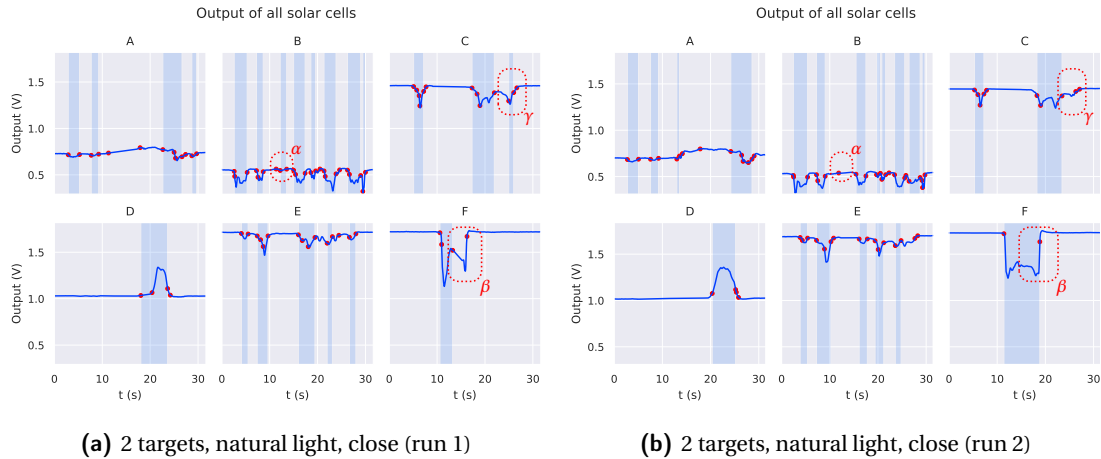 Output of all solar cells
A
B
C
Output (V)
1.5
1.0
0.5
α
γ
D
E
F
Output (V)
1.5
1.0
0.5
β
0 10 20 30
0 10 20 30
0 10 20 30
t (s)
t (s)
t (s)
(a) 2 targets, natural light, close (run 1)
Output of all solar cells
A
B
C
Output (V)
1.5
1.0
0.5
α
γ
D
E
F
Output (V)
1.5
1.0
0.5
β
0 10 20 30
0 10 20 30
0 10 20 30
t (s)
t (s)
t (s)
(b) 2 targets, natural light, close (run 2)